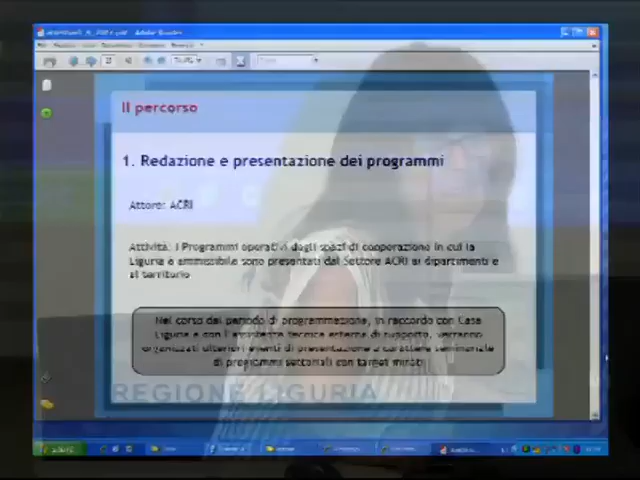 Il percorso
1. Redazione e presentazione dei programmi
Attore: ACRI
Attività: I Programmi operativi degli spazi di cooperazione in cui la
Liguria è ammissibile sono presentati dal Settore ACRI ai dipartimenti e
al territorio
Nel corso del periodo di programmazione, in raccordo con Casa
Liguria e con l'assistenza tecnica esterna di supporto, verranno
organizzati ulteriori eventi di presentazione a carattere seminariale
di programmi settoriali con target mirati
REGIONE LIGURIA